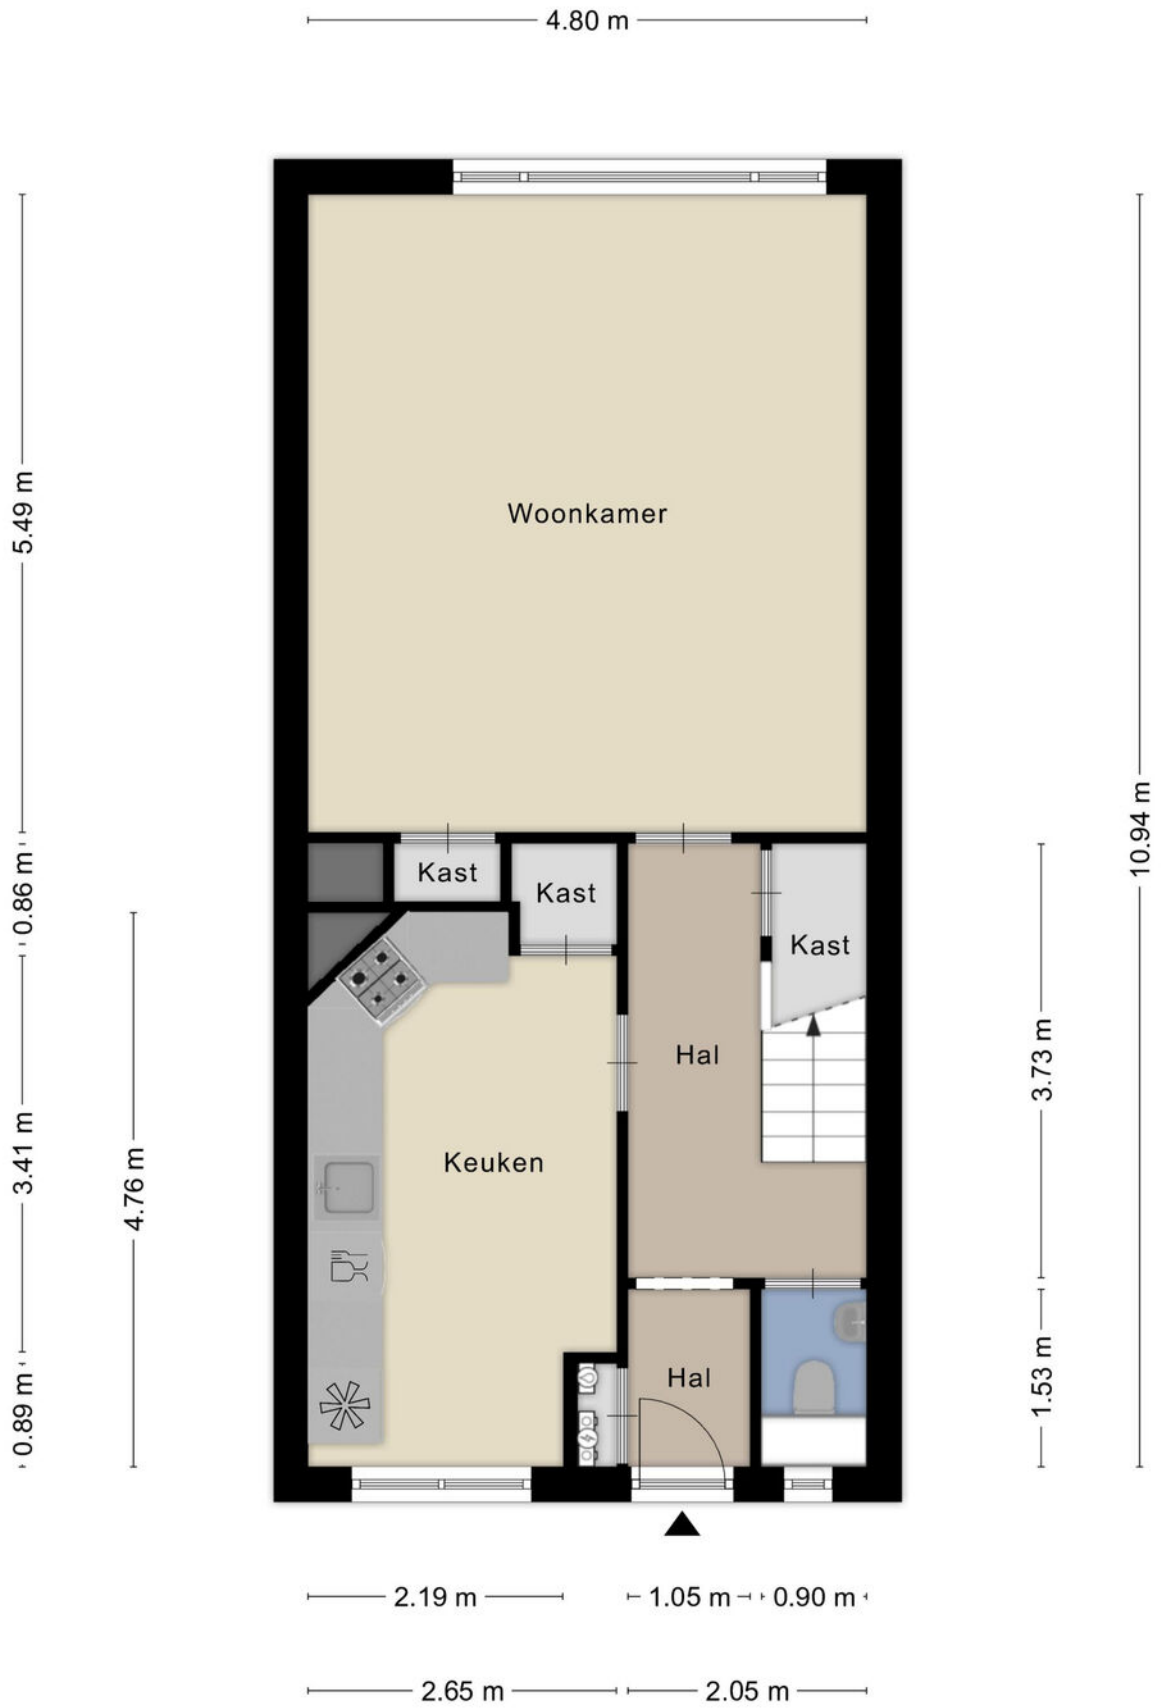 4.80 m
5.49 m
10.94 m
Woonkamer
Kast
Kast
Kast
0.86 m
Hal
3.73 m
Keuken
3.41 m
4.76 m
Hal
1.53 m
0.89 m
2.19 m
1.05 m
0.90 m
2.65 m
2.05 m